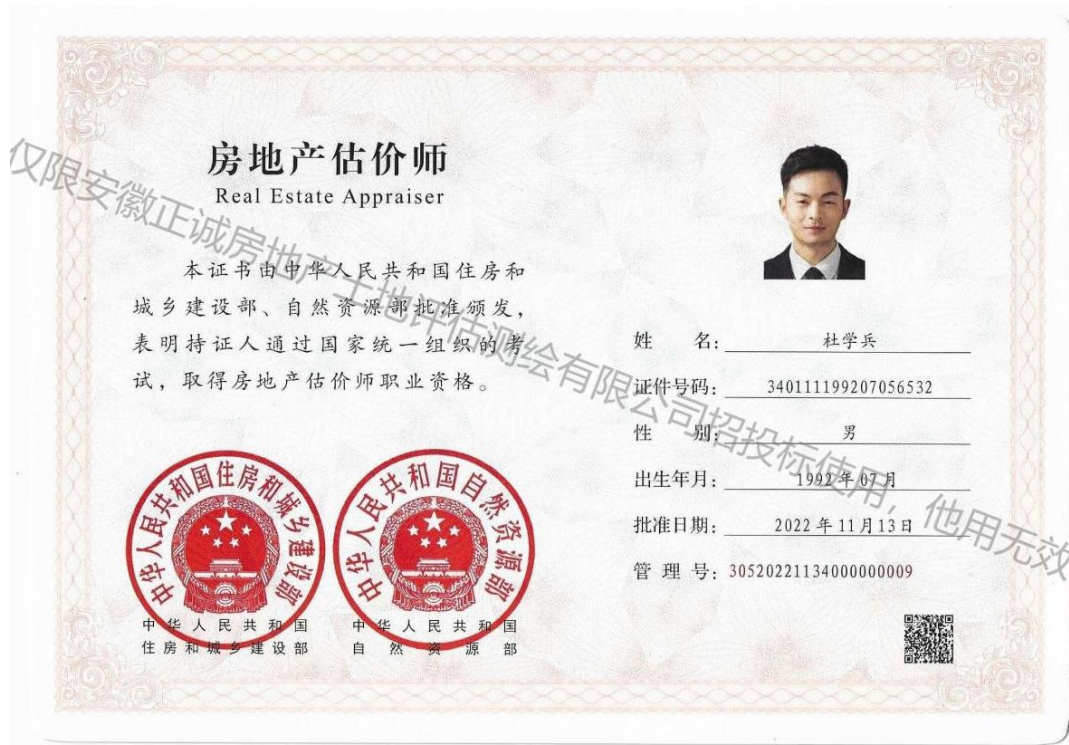 房地产估价师
Real Estate Appraiser
本证书由中华人民共和国住房和
城乡建设部、自然资源部批准颁发，
表明持证人通过国家统一组织的考
试，取得房地产估价师职业资格。
中华人民共和国住房和城乡建设部
中华人民共和国自然资源部
中华人民共和国
住房和城乡建设部
中华人民共和国
自然资源部
姓名：杜学兵
证件号码：340111199207056532
性别：男
出生年月：1992年07月
批准日期：2022年11月13日
管理号：30520221134000000009
仅限安徽正诚房地产土地评估测绘有限公司招投标使用，他用无效